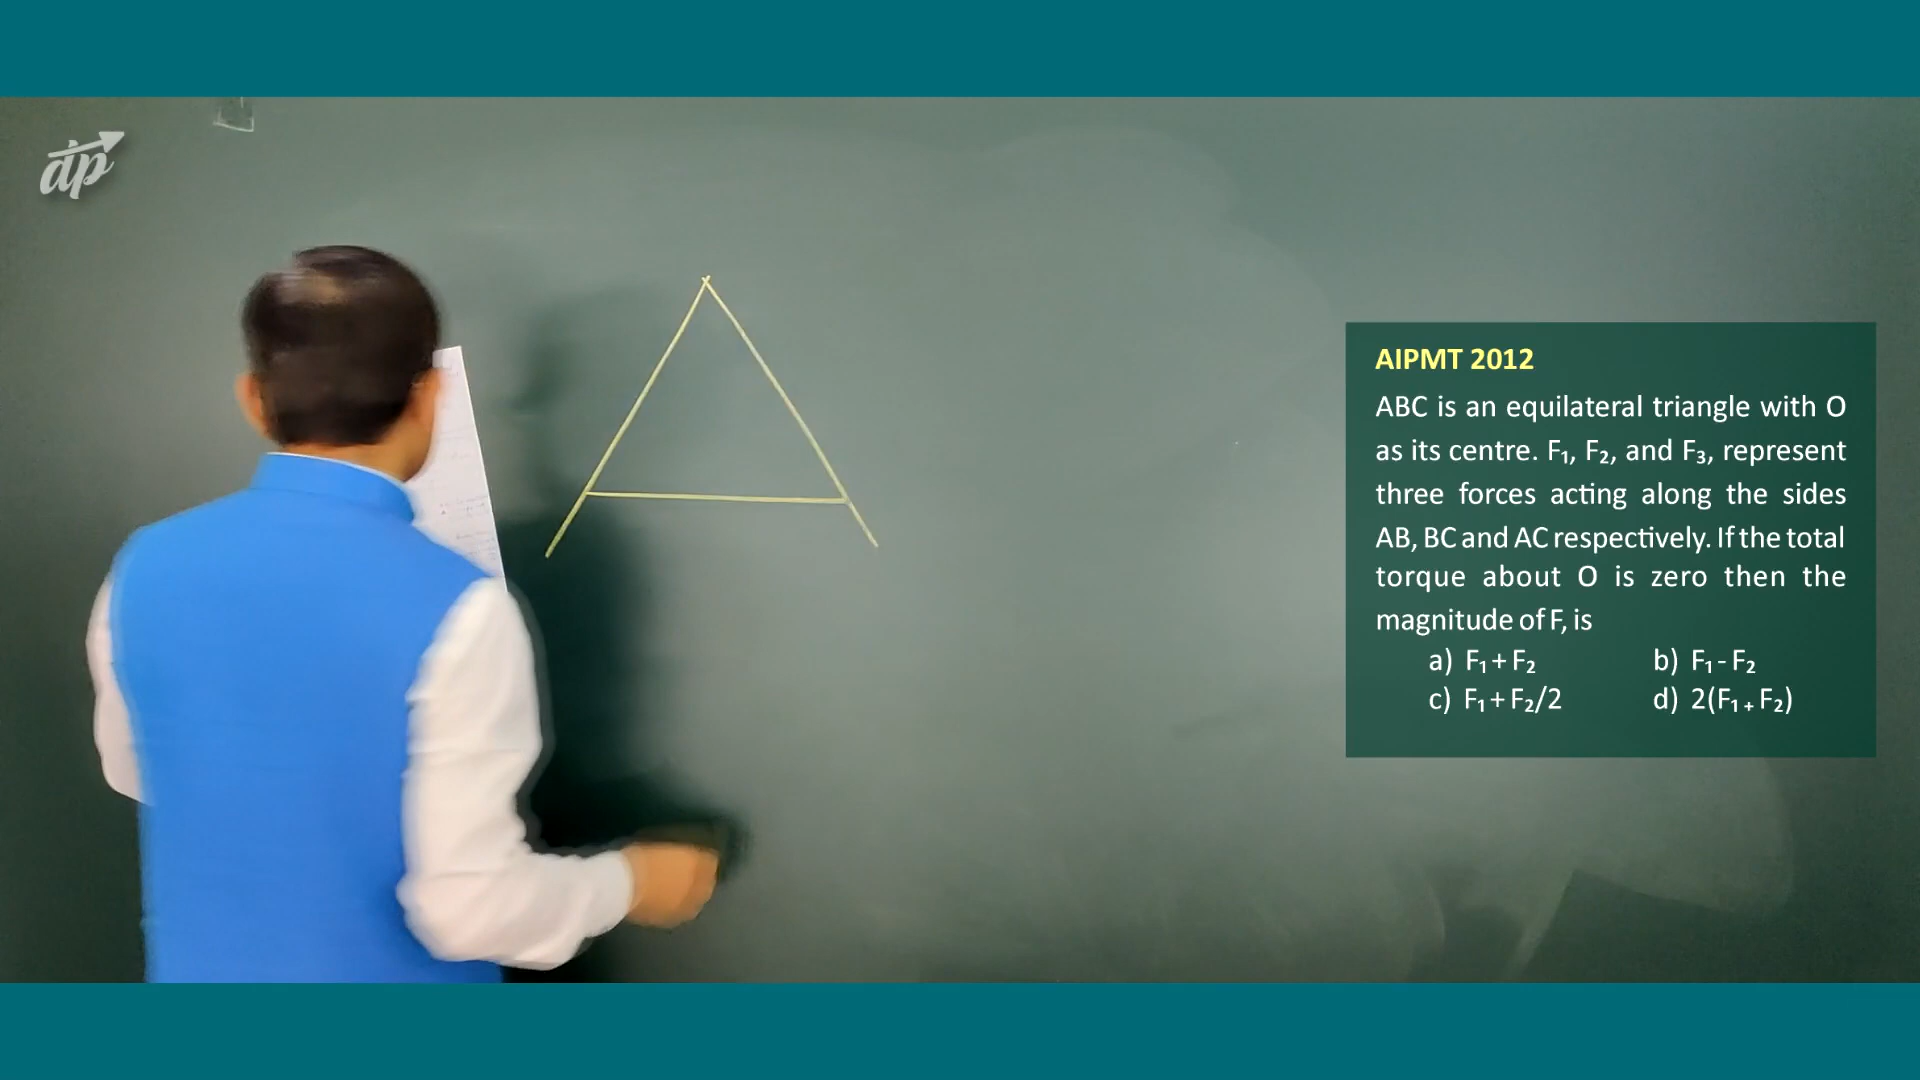 dp
AIPMT 2012
ABC is an equilateral triangle with O
as its centre. F₁, F₂, and F₃, represent
three forces acting along the sides
AB, BC and AC respectively. If the total
torque about O is zero then the
magnitude of F, is
a) F₁ + F₂ b) F₁ - F₂
c) F₁ + F₂/2 d) 2(F₁ + F₂)